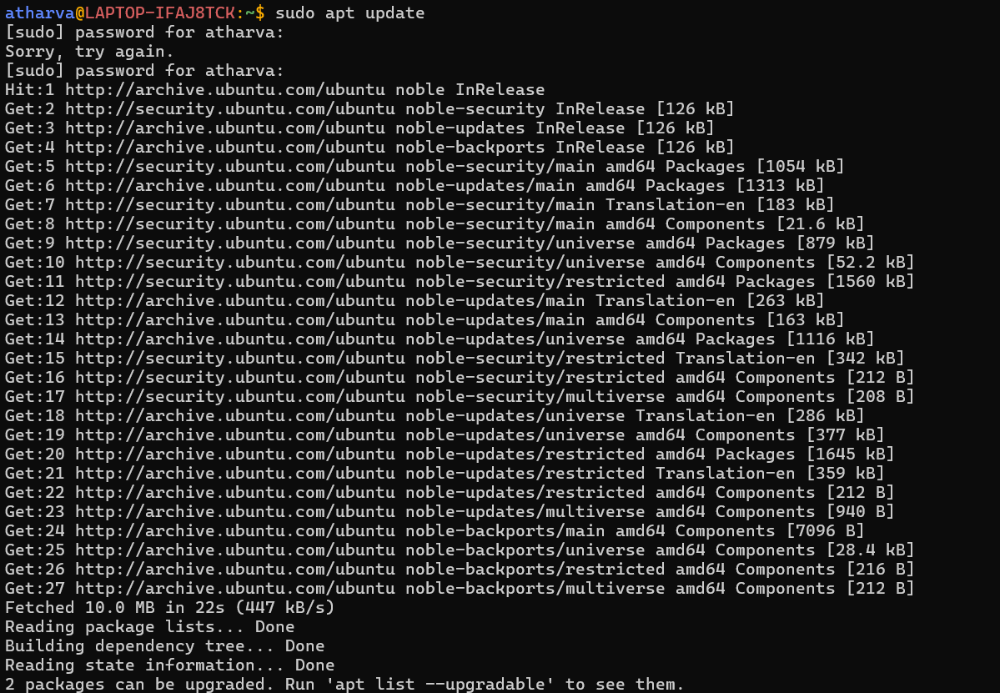 atharva@LAPTOP-IFAJ8TCK:~$ sudo apt update
[sudo] password for atharva:
Sorry, try again.
[sudo] password for atharva:
Hit:1 http://archive.ubuntu.com/ubuntu noble InRelease
Get:2 http://security.ubuntu.com/ubuntu noble-security InRelease [126 kB]
Get:3 http://archive.ubuntu.com/ubuntu noble-updates InRelease [126 kB]
Get:4 http://archive.ubuntu.com/ubuntu noble-backports InRelease [126 kB]
Get:5 http://security.ubuntu.com/ubuntu noble-security/main amd64 Packages [1054 kB]
Get:6 http://archive.ubuntu.com/ubuntu noble-updates/main amd64 Packages [1313 kB]
Get:7 http://security.ubuntu.com/ubuntu noble-security/main Translation-en [183 kB]
Get:8 http://security.ubuntu.com/ubuntu noble-security/main amd64 Components [21.6 kB]
Get:9 http://security.ubuntu.com/ubuntu noble-security/universe amd64 Packages [879 kB]
Get:10 http://security.ubuntu.com/ubuntu noble-security/universe amd64 Components [52.2 kB]
Get:11 http://security.ubuntu.com/ubuntu noble-security/restricted amd64 Packages [1560 kB]
Get:12 http://archive.ubuntu.com/ubuntu noble-updates/main Translation-en [263 kB]
Get:13 http://archive.ubuntu.com/ubuntu noble-updates/main amd64 Components [163 kB]
Get:14 http://archive.ubuntu.com/ubuntu noble-updates/universe amd64 Packages [1116 kB]
Get:15 http://security.ubuntu.com/ubuntu noble-security/restricted Translation-en [342 kB]
Get:16 http://security.ubuntu.com/ubuntu noble-security/restricted amd64 Components [212 B]
Get:17 http://security.ubuntu.com/ubuntu noble-security/multiverse amd64 Components [208 B]
Get:18 http://archive.ubuntu.com/ubuntu noble-updates/universe Translation-en [286 kB]
Get:19 http://archive.ubuntu.com/ubuntu noble-updates/universe amd64 Components [377 kB]
Get:20 http://archive.ubuntu.com/ubuntu noble-updates/restricted amd64 Packages [1645 kB]
Get:21 http://archive.ubuntu.com/ubuntu noble-updates/restricted Translation-en [359 kB]
Get:22 http://archive.ubuntu.com/ubuntu noble-updates/restricted amd64 Components [212 B]
Get:23 http://archive.ubuntu.com/ubuntu noble-updates/multiverse amd64 Components [940 B]
Get:24 http://archive.ubuntu.com/ubuntu noble-backports/main amd64 Components [7096 B]
Get:25 http://archive.ubuntu.com/ubuntu noble-backports/universe amd64 Components [28.4 kB]
Get:26 http://archive.ubuntu.com/ubuntu noble-backports/restricted amd64 Components [216 B]
Get:27 http://archive.ubuntu.com/ubuntu noble-backports/multiverse amd64 Components [212 B]
Fetched 10.0 MB in 22s (447 kB/s)
Reading package lists... Done
Building dependency tree... Done
Reading state information... Done
2 packages can be upgraded. Run 'apt list --upgradable' to see them.